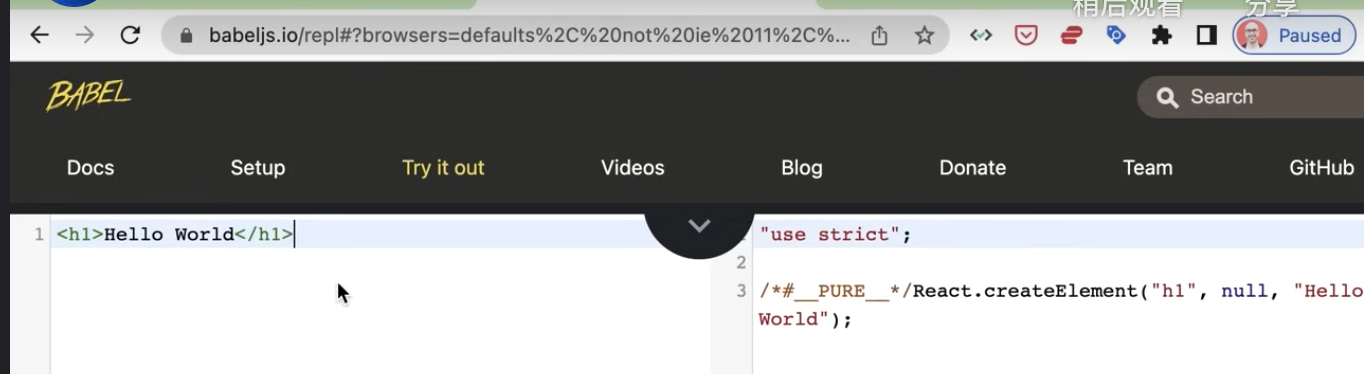 稍后观看 分享
babeljs.io/repl#?browsers=defaults%2C%20not%20ie%2011%2C%... Paused
BABEL
Search
Docs Setup Try it out Videos Blog Donate Team GitHub
1 <h1>Hello World</h1>
"use strict";
2
3 /*#__PURE__*/React.createElement("h1", null, "Hello
World");